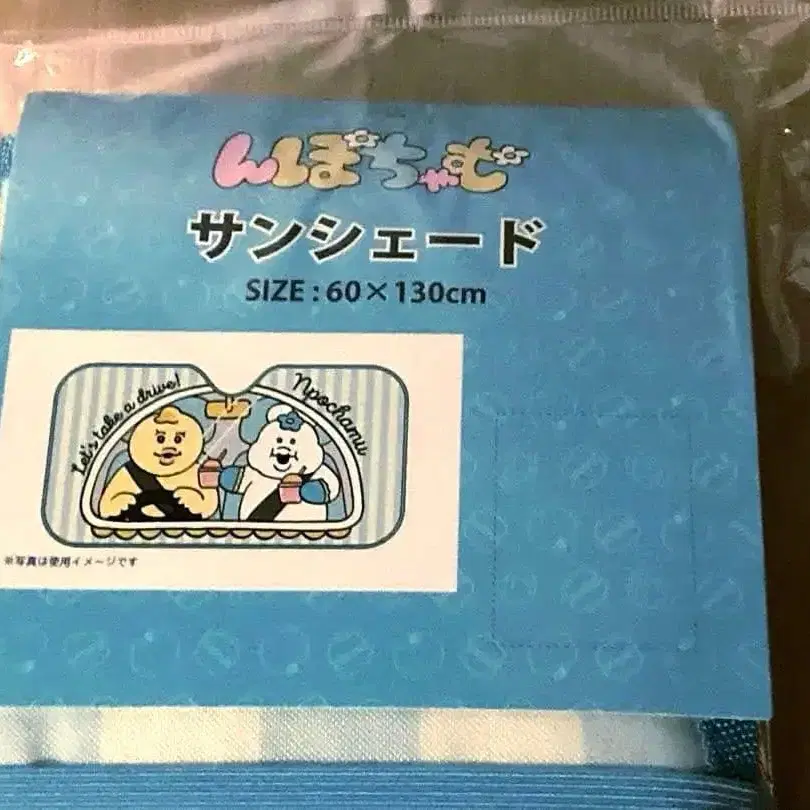 んぽちゃむ
サンシェード
SIZE : 60×130cm
Let's take a drive!
Npochamu
※写真は使用イメージです